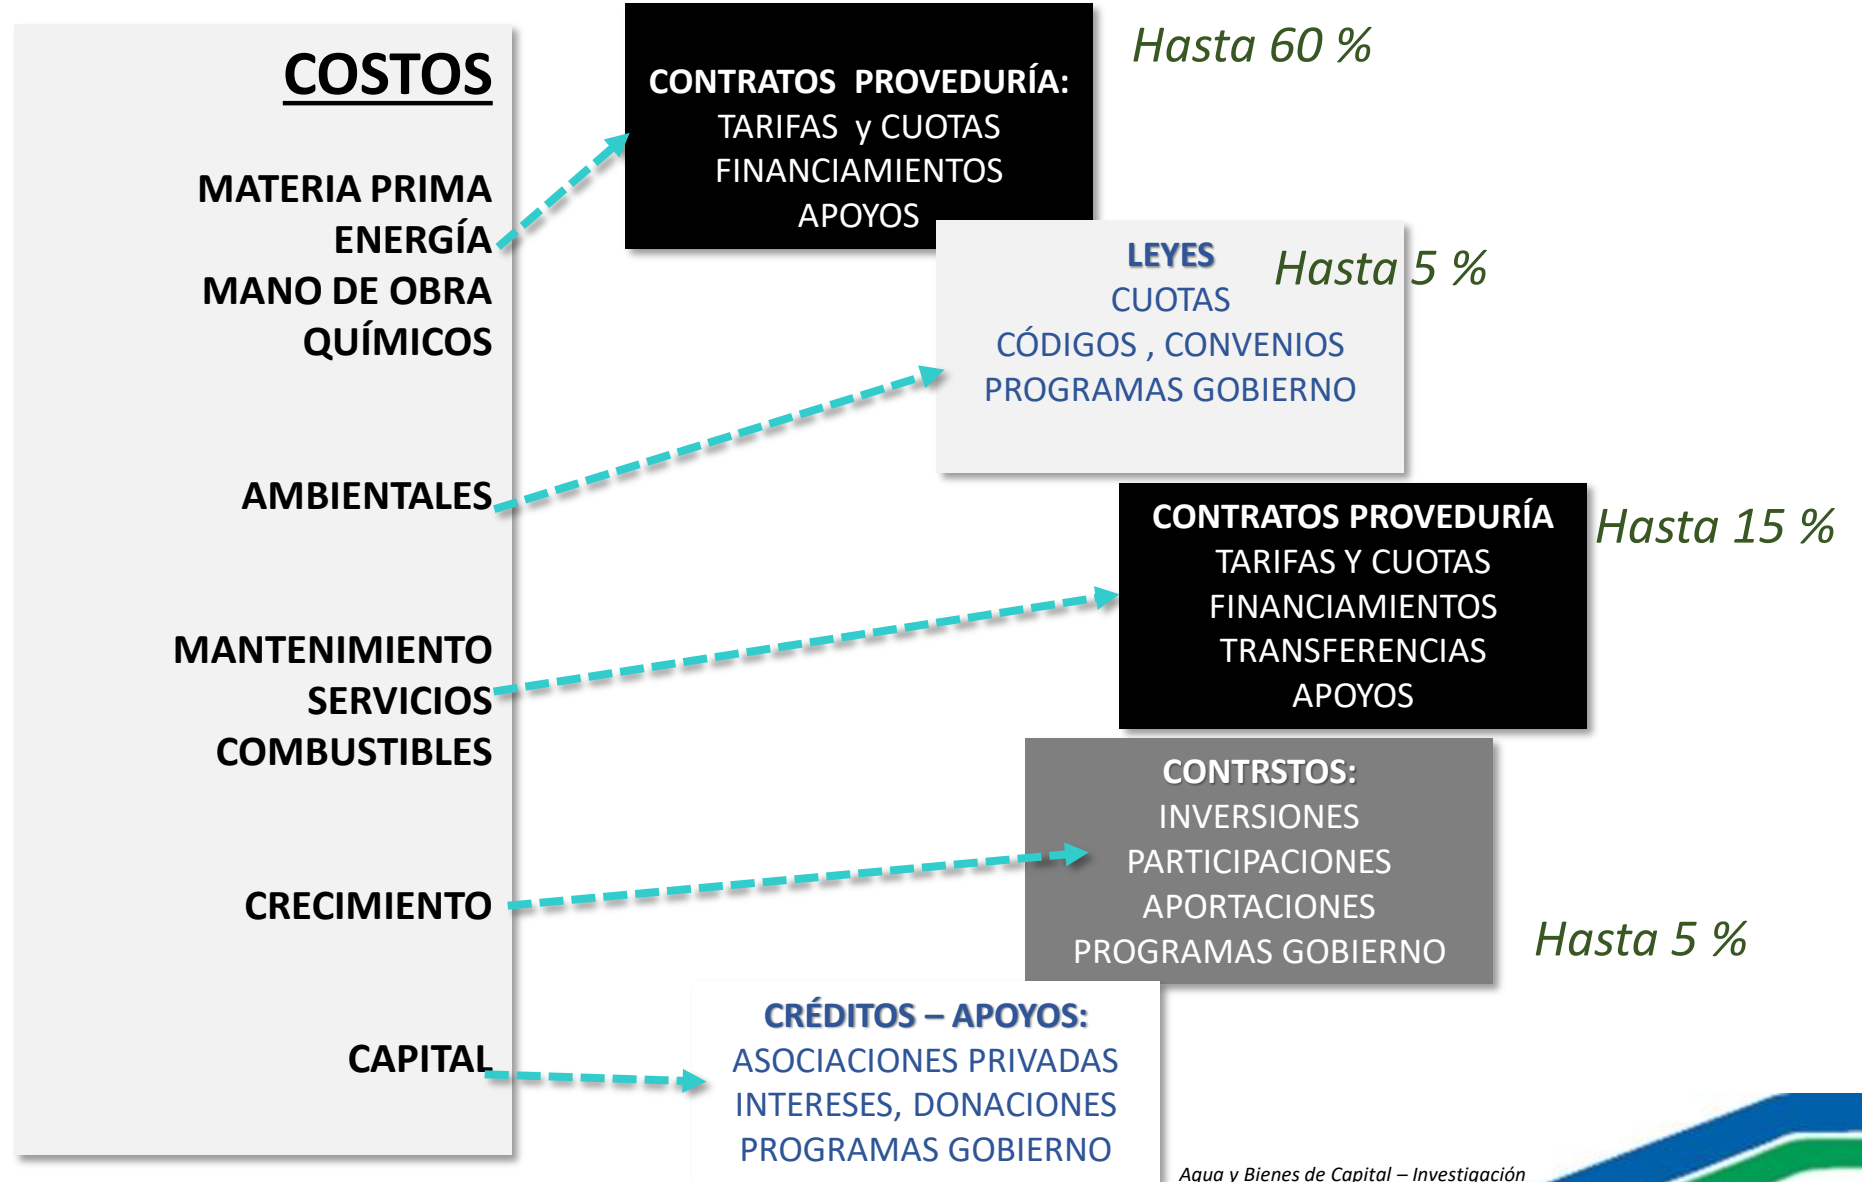 COSTOS
MATERIA PRIMA
ENERGÍA
MANO DE OBRA
QUÍMICOS
AMBIENTALES
MANTENIMIENTO
SERVICIOS
COMBUSTIBLES
CRECIMIENTO
CAPITAL
CONTRATOS PROVEDURÍA:
TARIFAS y CUOTAS
FINANCIAMIENTOS
APOYOS
Hasta 60 %
LEYES
CUOTAS
CÓDIGOS , CONVENIOS
PROGRAMAS GOBIERNO
Hasta 5 %
CONTRATOS PROVEDURÍA
TARIFAS Y CUOTAS
FINANCIAMIENTOS
TRANSFERENCIAS
APOYOS
Hasta 15 %
CONTRSTOS:
INVERSIONES
PARTICIPACIONES
APORTACIONES
PROGRAMAS GOBIERNO
Hasta 5 %
CRÉDITOS – APOYOS:
ASOCIACIONES PRIVADAS
INTERESES, DONACIONES
PROGRAMAS GOBIERNO
Agua y Bienes de Capital – Investigación